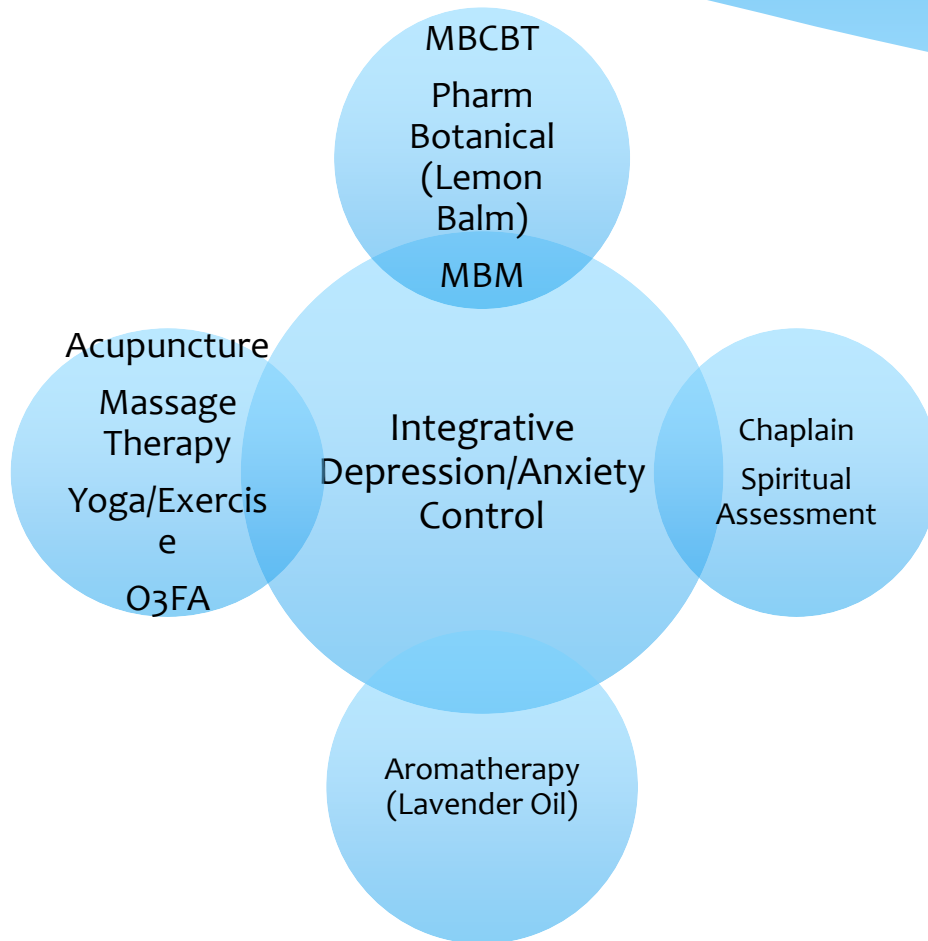 MBCBT
Pharm
Botanical
(Lemon
Balm)
MBM
Acupuncture
Massage
Therapy
Yoga/Exercis
e
O3FA
Integrative
Depression/Anxiety
Control
Chaplain
Spiritual
Assessment
Aromatherapy
(Lavender Oil)